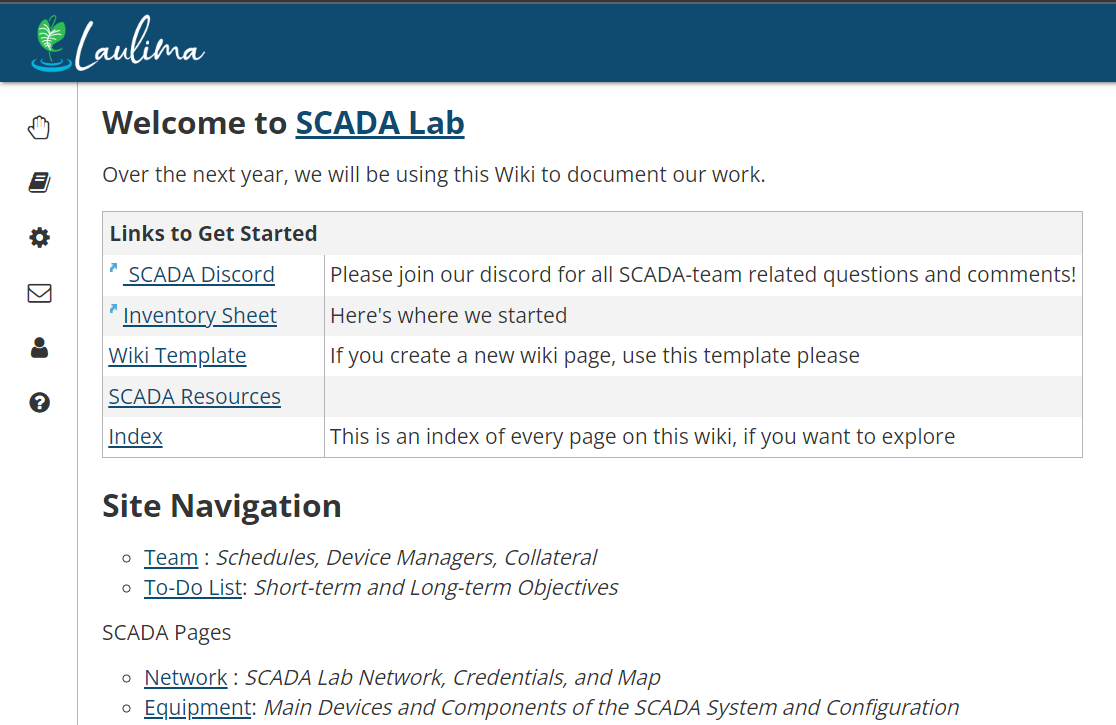 Laulima
Welcome to SCADA Lab
Over the next year, we will be using this Wiki to document our work.
Links to Get Started
SCADA Discord Please join our discord for all SCADA-team related questions and comments!
Inventory Sheet Here's where we started
Wiki Template If you create a new wiki page, use this template please
SCADA Resources
Index This is an index of every page on this wiki, if you want to explore
Site Navigation
Team : Schedules, Device Managers, Collateral
To-Do List: Short-term and Long-term Objectives
SCADA Pages
Network : SCADA Lab Network, Credentials, and Map
Equipment: Main Devices and Components of the SCADA System and Configuration